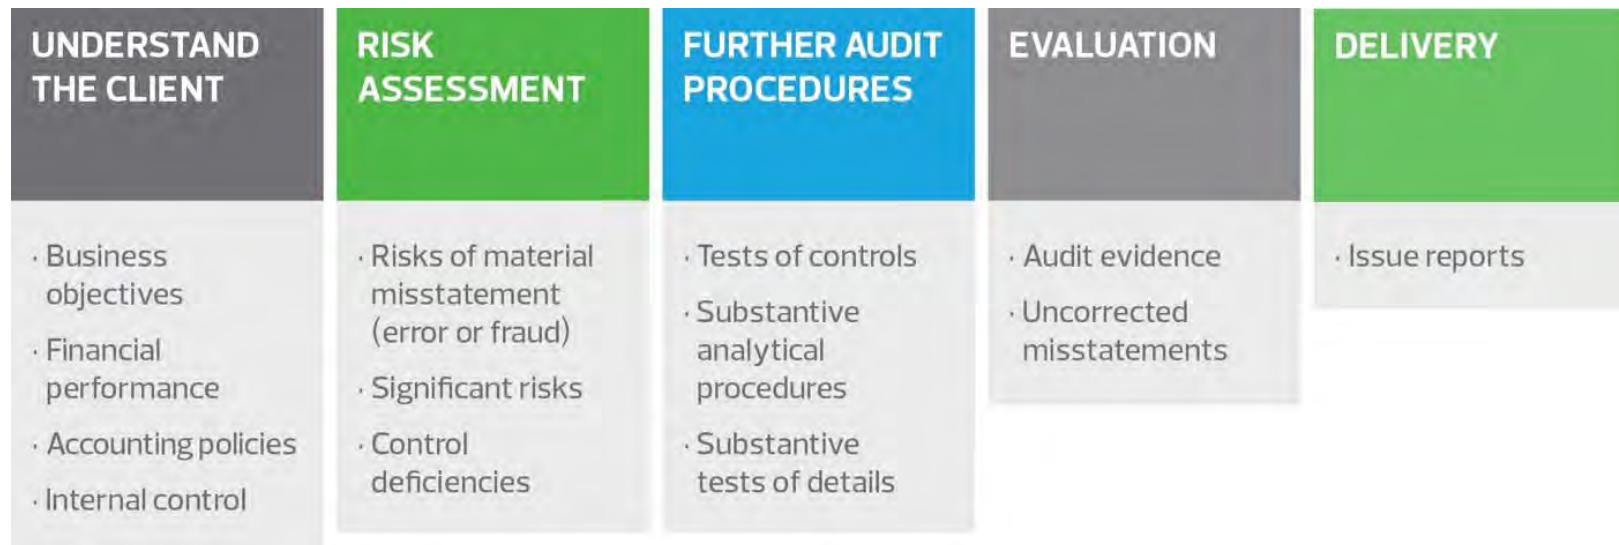 UNDERSTAND
THE CLIENT
· Business
objectives
· Financial
performance
· Accounting policies
· Internal control
RISK
ASSESSMENT
· Risks of material
misstatement
(error or fraud)
· Significant risks
· Control
deficiencies
FURTHER AUDIT
PROCEDURES
· Tests of controls
· Substantive
analytical
procedures
· Substantive
tests of details
EVALUATION
· Audit evidence
· Uncorrected
misstatements
DELIVERY
· Issue reports